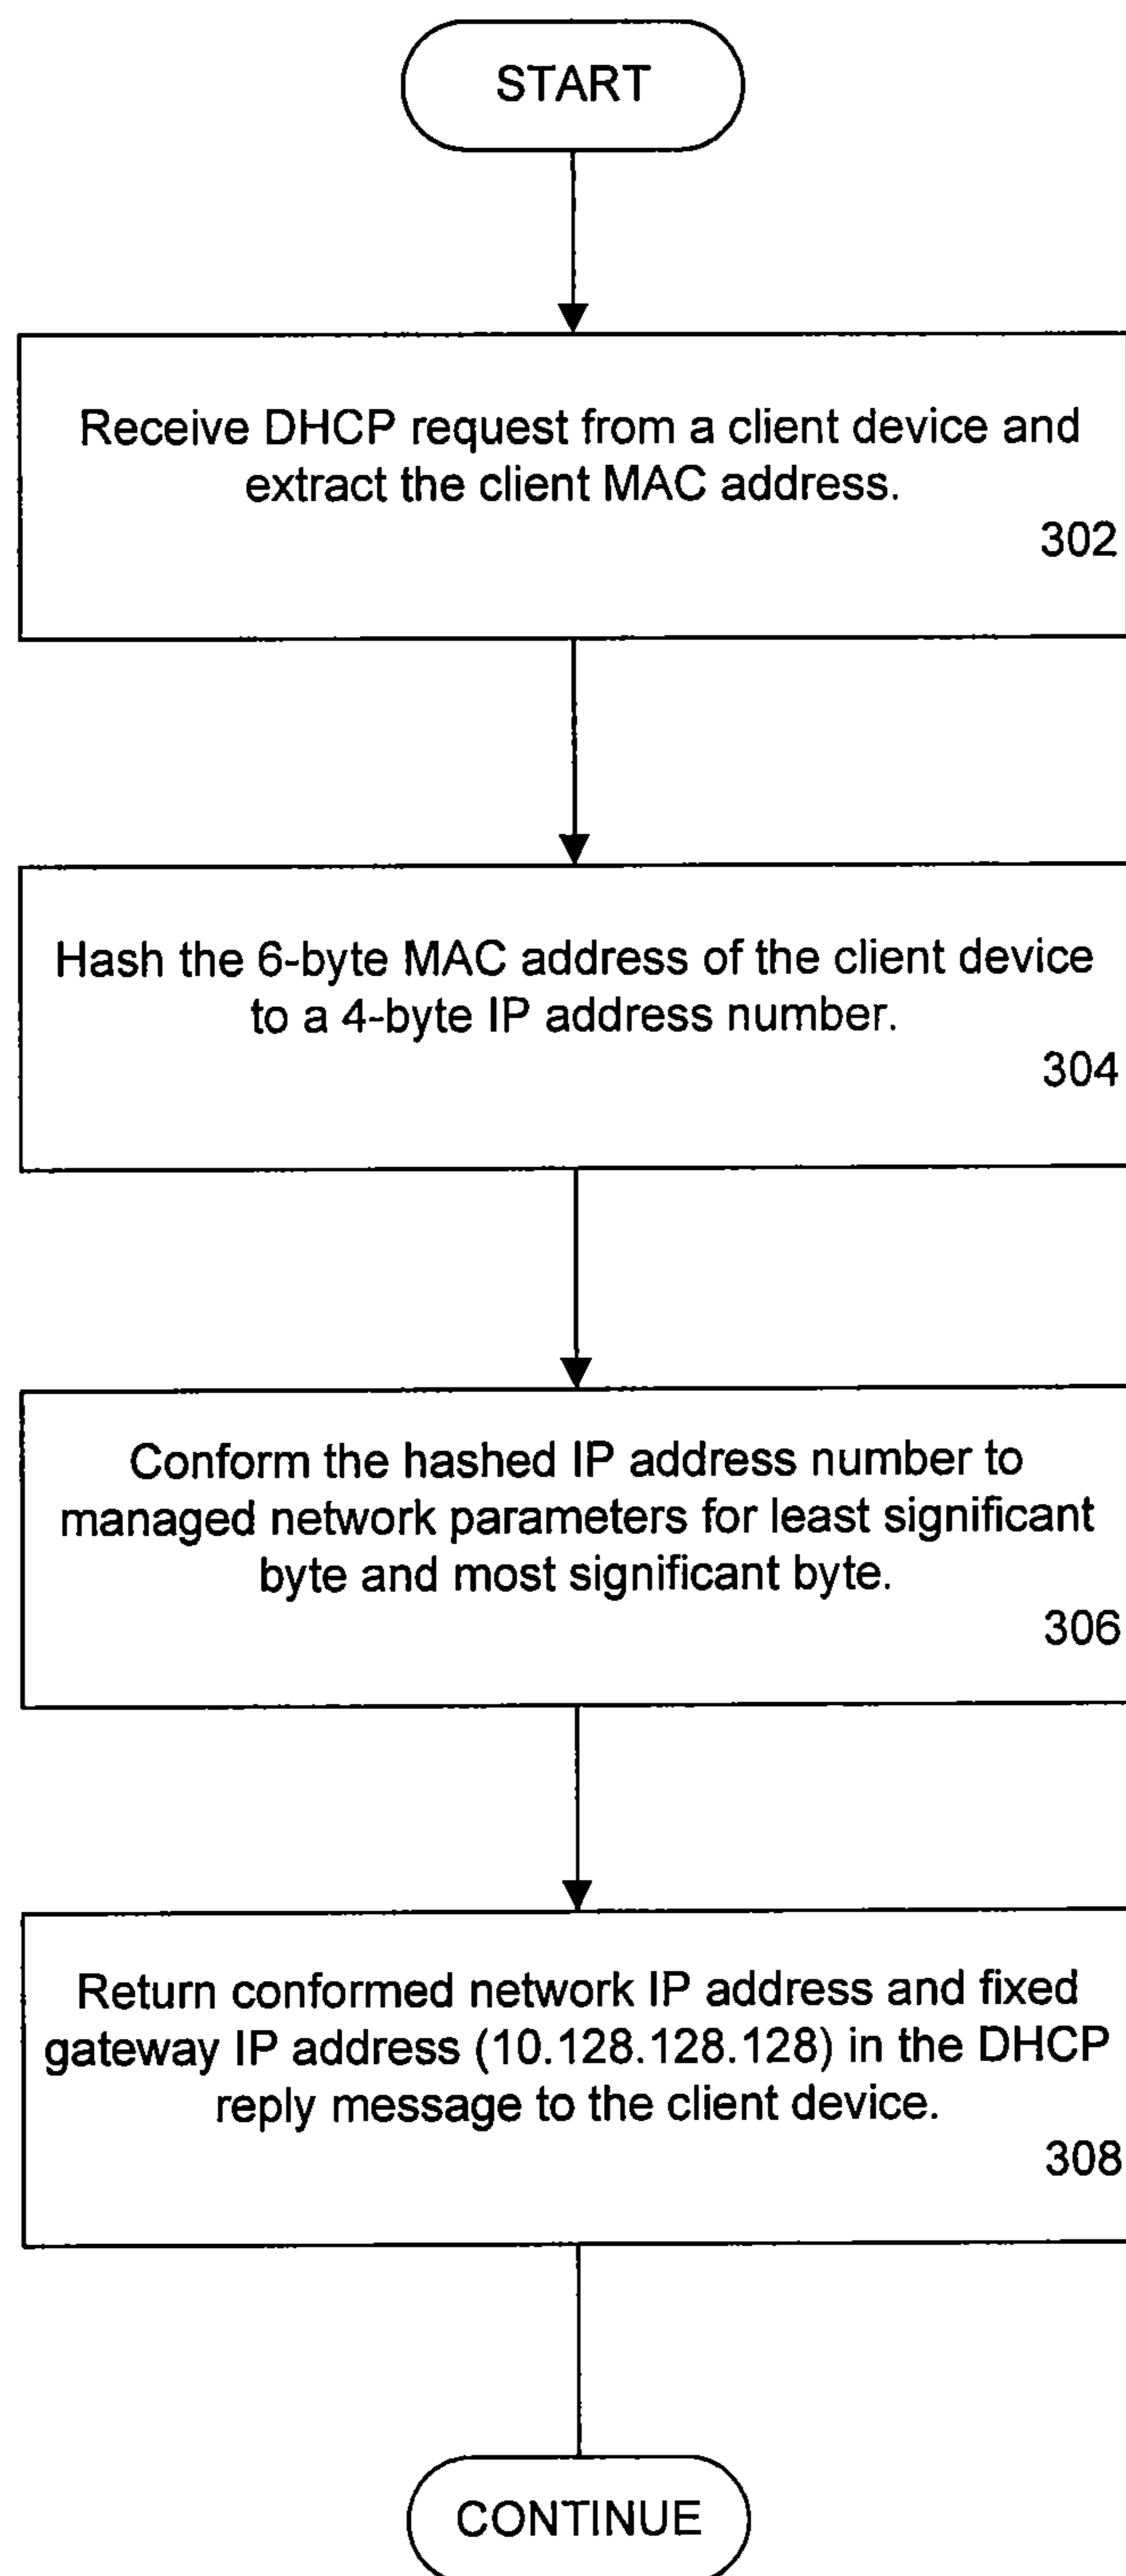 START
Receive DHCP request from a client device and
extract the client MAC address.
302
Hash the 6-byte MAC address of the client device
to a 4-byte IP address number.
304
Conform the hashed IP address number to
managed network parameters for least significant
byte and most significant byte.
306
Return conformed network IP address and fixed
gateway IP address (10.128.128.128) in the DHCP
reply message to the client device.
308
CONTINUE